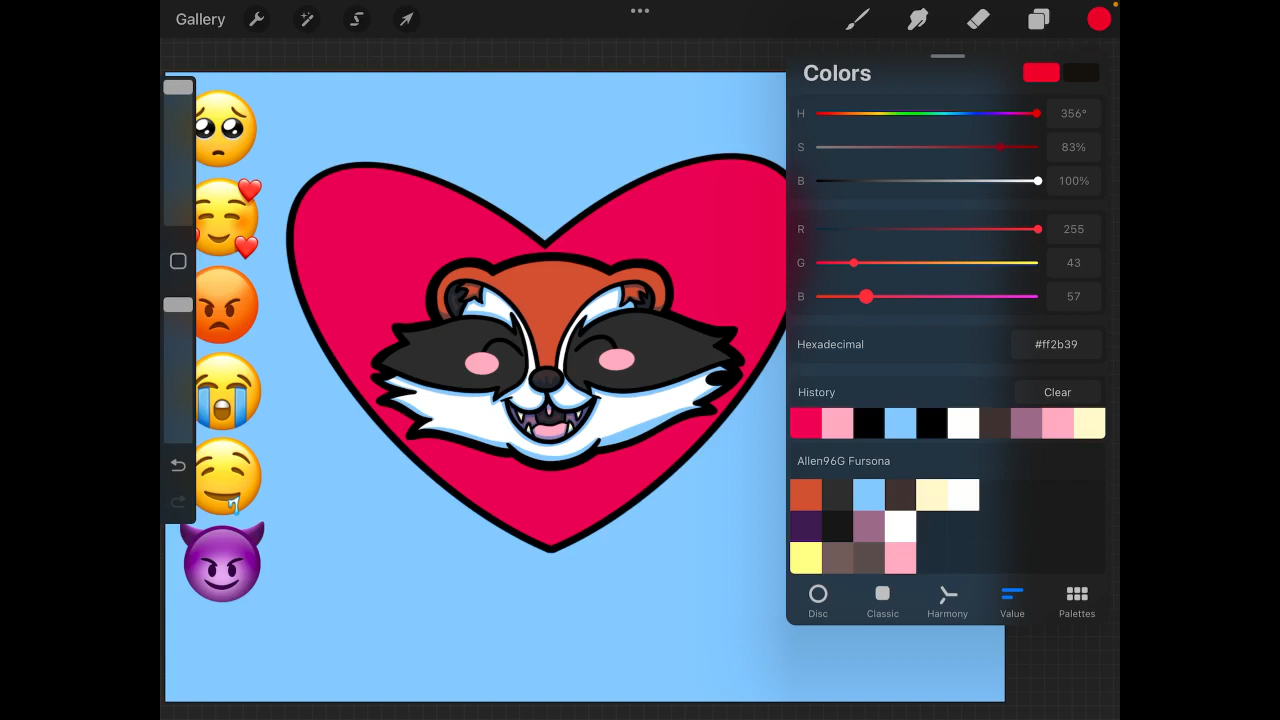 Gallery
Colors
H 356°
S 83%
B 100%
R 255
G 43
B 57
Hexadecimal #ff2b39
History Clear
Allen96G Fursona
Disc Classic Harmony Value Palettes